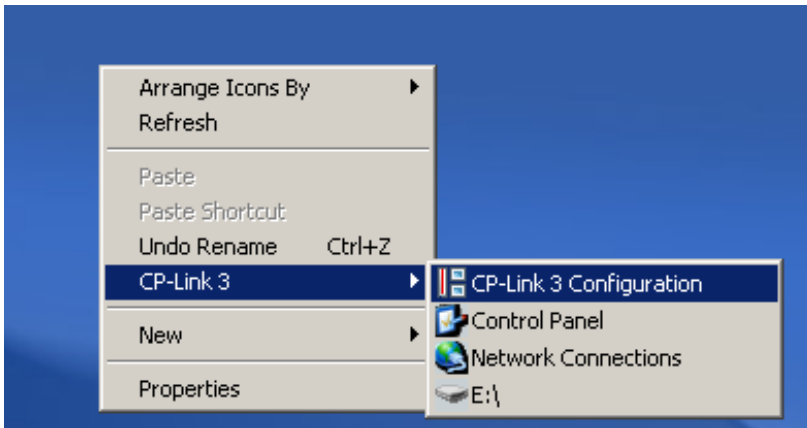 Arrange Icons By
Refresh
Paste
Paste Shortcut
Undo Rename Ctrl+Z
CP-Link 3
New
Properties
CP-Link 3 Configuration
Control Panel
Network Connections
E:\